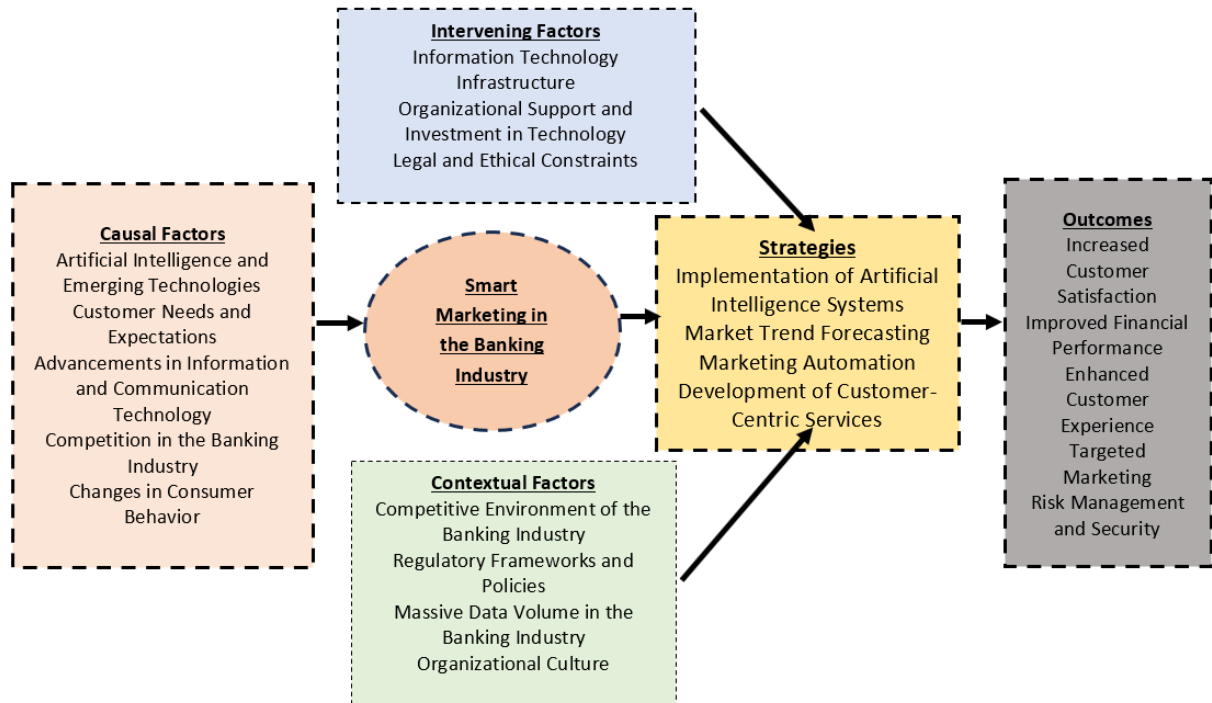 Intervening Factors
Information Technology
Infrastructure
Organizational Support and
Investment in Technology
Legal and Ethical Constraints
Causal Factors
Artificial Intelligence and
Emerging Technologies
Customer Needs and
Expectations
Advancements in Information
and Communication
Technology
Competition in the Banking
Industry
Changes in Consumer
Behavior
Smart
Marketing in
the Banking
Industry
Strategies
Implementation of Artificial
Intelligence Systems
Market Trend Forecasting
Marketing Automation
Development of Customer-
Centric Services
Outcomes
Increased
Customer
Satisfaction
Improved Financial
Performance
Enhanced
Customer
Experience
Targeted
Marketing
Risk Management
and Security
Contextual Factors
Competitive Environment of the
Banking Industry
Regulatory Frameworks and
Policies
Massive Data Volume in the
Banking Industry
Organizational Culture